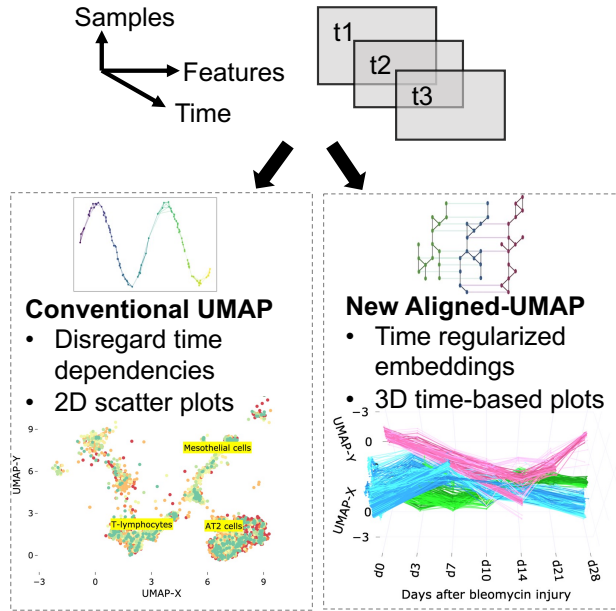 Samples
Features
Time
t1
t2
t3
Conventional UMAP
• Disregard time
dependencies
• 2D scatter plots
UMAP-Y
9
6
3
0
−3
0
3
6
9
UMAP-X
Mesothelial cells
T-lymphocytes
AT2 cells
New Aligned-UMAP
• Time regularized
embeddings
• 3D time-based plots
UMAP-Y
−3
0
UMAP-X
0
−3
d0
d3
d7
d10
d14
d21
d28
Days after bleomycin injury